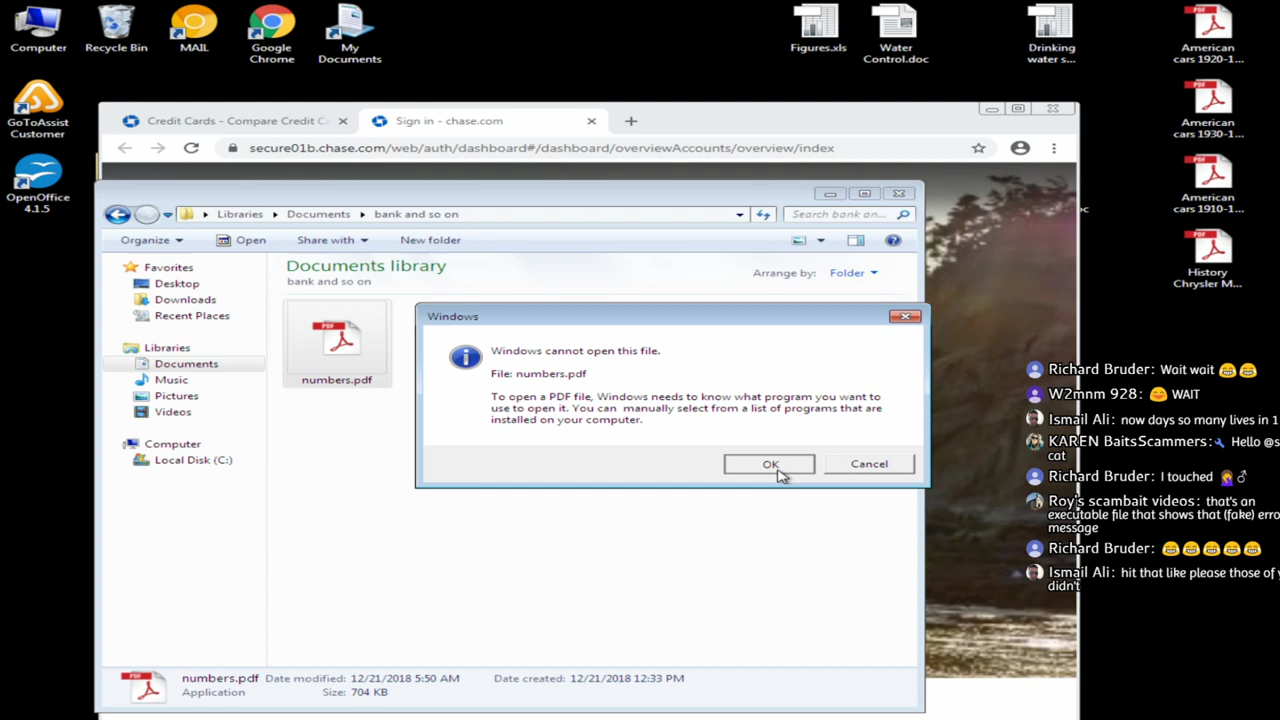 Computer
Recycle Bin
MAIL
Google
Chrome
My
Documents
Figures.xls
Water
Control.doc
Drinking
water s...
American
cars 1920-1...
GoToAssist
Customer
American
cars 1930-1...
OpenOffice
4.1.5
American
cars 1910-1...
History
Chrysler M...
Credit Cards - Compare Credit C
Sign in - chase.com
secure01b.chase.com/web/auth/dashboard#/dashboard/overviewAccounts/overview/index
Libraries
Documents
bank and so on
Search bank an...
Organize
Open
Share with
New folder
Favorites
Desktop
Downloads
Recent Places
Libraries
Documents
Music
Pictures
Videos
Computer
Local Disk (C:)
Documents library
bank and so on
Arrange by:
Folder
PDF
numbers.pdf
Windows
Windows cannot open this file.
File: numbers.pdf
To open a PDF file, Windows needs to know what program you want to
use to open it. You can manually select from a list of programs that are
installed on your computer.
OK
Cancel
PDF
numbers.pdf Date modified: 12/21/2018 5:50 AM Date created: 12/21/2018 12:33 PM
Application Size: 704 KB
Richard Bruder: Wait wait 😂😂
W2mnm 928: 😁 WAIT
Ismail Ali: now days so many lives in 1
KAREN BaitsScammers:🔧 Hello @s
cat
Richard Bruder: I touched 🤦♂
Roy's scambait videos: that's an
executable file that shows that (fake) erro
message
Richard Bruder: 😂😂😂😂😂
Ismail Ali: hit that like please those of y
didn't